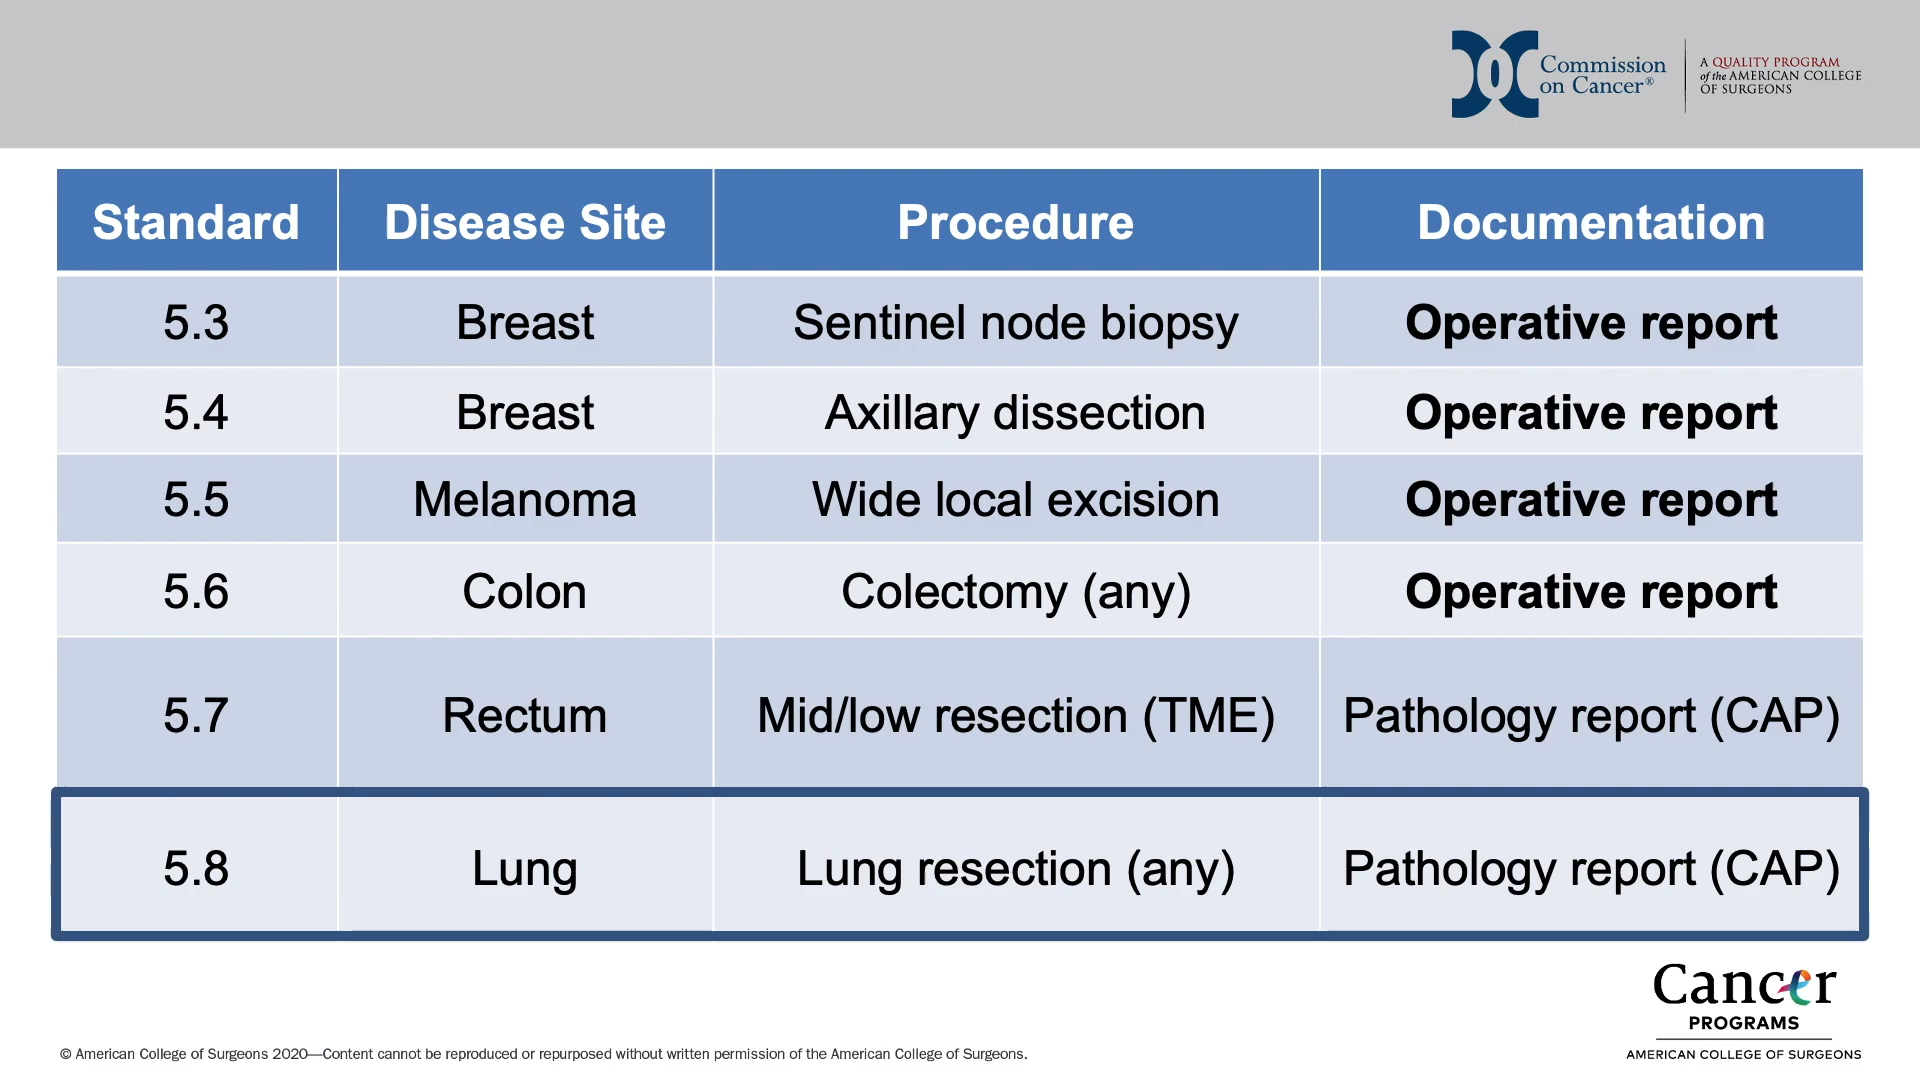 Commission
on Cancer®
A QUALITY PROGRAM
of the AMERICAN COLLEGE
OF SURGEONS
Standard Disease Site Procedure Documentation
5.3 Breast Sentinel node biopsy Operative report
5.4 Breast Axillary dissection Operative report
5.5 Melanoma Wide local excision Operative report
5.6 Colon Colectomy (any) Operative report
5.7 Rectum Mid/low resection (TME) Pathology report (CAP)
5.8 Lung Lung resection (any) Pathology report (CAP)
Cancer
PROGRAMS
AMERICAN COLLEGE OF SURGEONS
© American College of Surgeons 2020—Content cannot be reproduced or repurposed without written permission of the American College of Surgeons.